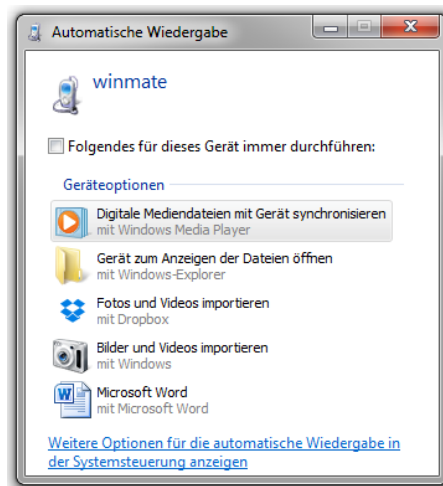 Automatische Wiedergabe
winmate
Folgendes für dieses Gerät immer durchführen:
Geräteoptionen
Digitale Mediendateien mit Gerät synchronisieren
mit Windows Media Player
Gerät zum Anzeigen der Dateien öffnen
mit Windows-Explorer
Fotos und Videos importieren
mit Dropbox
Bilder und Videos importieren
mit Windows
Microsoft Word
mit Microsoft Word
Weitere Optionen für die automatische Wiedergabe in
der Systemsteuerung anzeigen